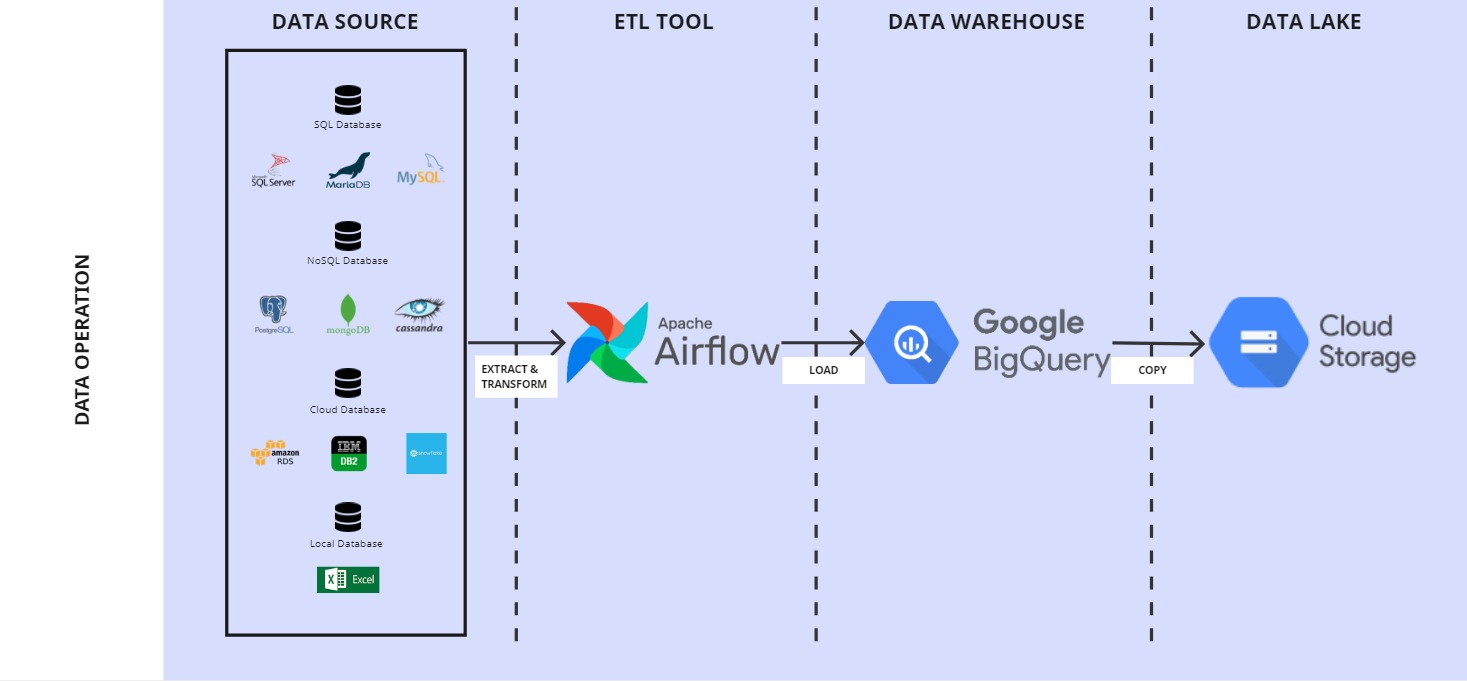 DATA SOURCE
ETL TOOL
DATA WAREHOUSE
DATA LAKE
DATA OPERATION
SQL Database
Microsoft
SQL Server
MariaDB
MySQL
NoSQL Database
PostgreSQL
mongoDB
cassandra
Cloud Database
amazon
RDS
IBM
DB2
snowflake
Local Database
X
Excel
EXTRACT &
TRANSFORM
Apache
Airflow
LOAD
Google
BigQuery
COPY
Cloud
Storage